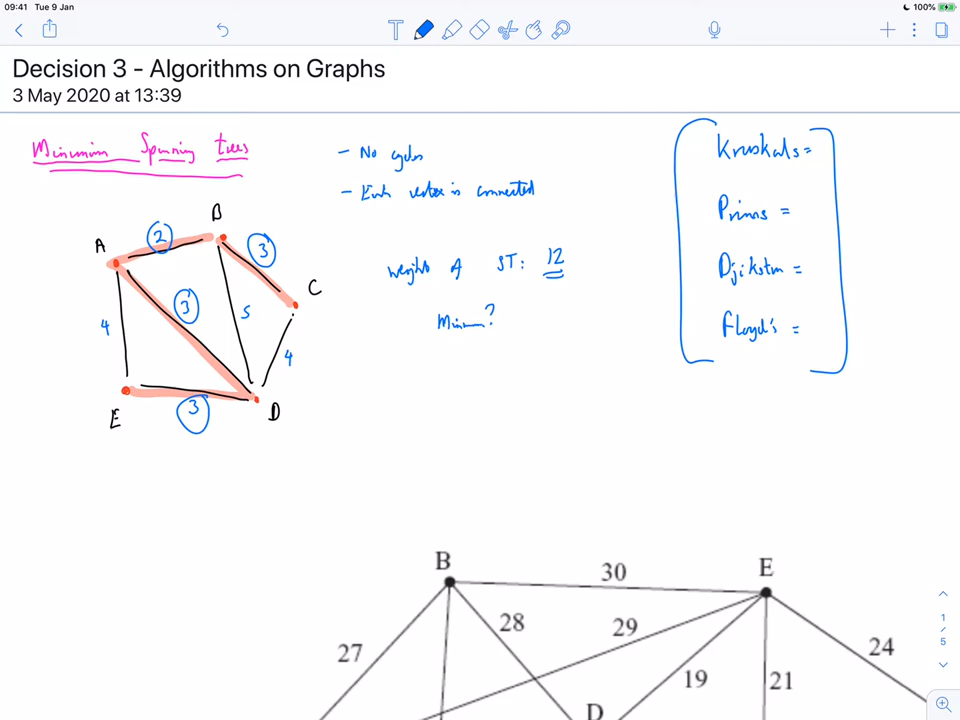 09:41 Tue 9 Jan
100%
Decision 3 - Algorithms on Graphs
3 May 2020 at 13:39
Minimum Spanning trees
- No cycles
- Each vertex is connected
weight of ST: 12
Minimum?
Kruskals =
Prims =
Djikstra =
Floyd's =
B
A
2
3
C
3
5
4
4
E
3
D
B
30
E
28
29
27
24
19
21
D
1
/
5